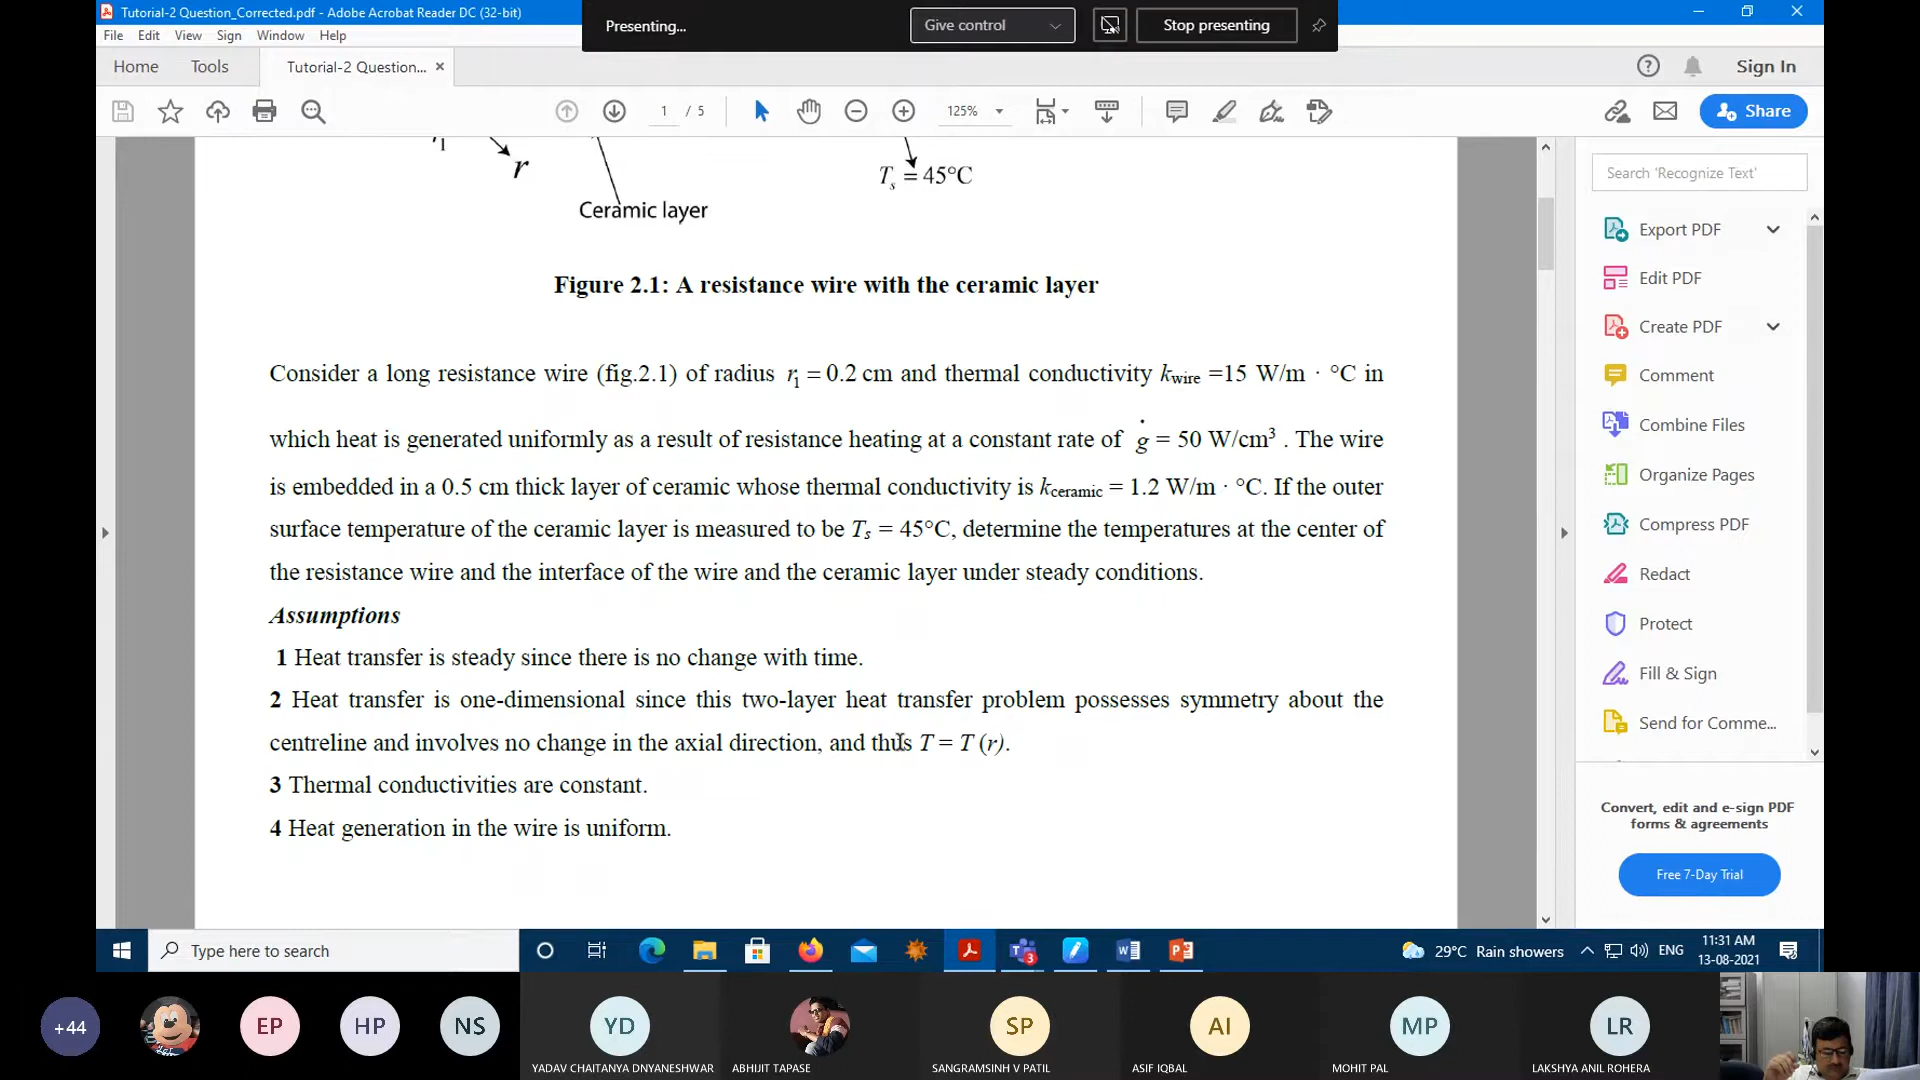 Tutorial-2 Question_Corrected.pdf - Adobe Acrobat Reader DC (32-bit)
Presenting...
Give control
Stop presenting
File Edit View Sign Window Help
Home Tools Tutorial-2 Question... ×
Sign In
1 / 5
125%
Share
r
Ceramic layer
Ts = 45°C
Figure 2.1: A resistance wire with the ceramic layer
Consider a long resistance wire (fig.2.1) of radius r1 = 0.2 cm and thermal conductivity kwire =15 W/m · °C in
which heat is generated uniformly as a result of resistance heating at a constant rate of ġ = 50 W/cm³ . The wire
is embedded in a 0.5 cm thick layer of ceramic whose thermal conductivity is kceramic = 1.2 W/m · °C. If the outer
surface temperature of the ceramic layer is measured to be Ts = 45°C, determine the temperatures at the center of
the resistance wire and the interface of the wire and the ceramic layer under steady conditions.
Assumptions
1 Heat transfer is steady since there is no change with time.
2 Heat transfer is one-dimensional since this two-layer heat transfer problem possesses symmetry about the
centreline and involves no change in the axial direction, and thus T = T (r).
3 Thermal conductivities are constant.
4 Heat generation in the wire is uniform.
Search 'Recognize Text'
Export PDF
Edit PDF
Create PDF
Comment
Combine Files
Organize Pages
Compress PDF
Redact
Protect
Fill & Sign
Send for Comme...
Convert, edit and e-sign PDF
forms & agreements
Free 7-Day Trial
Type here to search
3
29°C Rain showers
ENG
11:31 AM
13-08-2021
+44
EP
HP
NS
YD
SP
AI
MP
LR
YADAV CHAITANYA DNYANESHWAR
ABHIJIT TAPASE
SANGRAMSINH V PATIL
ASIF IQBAL
MOHIT PAL
LAKSHYA ANIL ROHERA